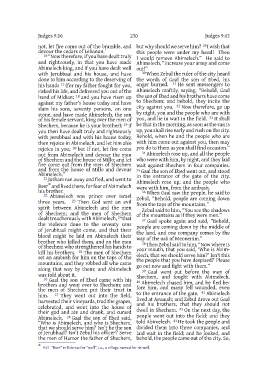 Judges 9:16 230 Judges 9:43
not, let fire come out of the bramble, and
devour the cedars of Lebanon.
16 "Now therefore, if you have dealt truly
and righteously, in that you have made
Abimelech king, and if you have dealt well
with Jerubbaal and his house, and have
done to him according to the deserving of
his hands 17 (for my father fought for you,
risked his life, and delivered you out of the
hand of Midian; 18 and you have risen up
against my father's house today and have
slain his sons, seventy persons, on one
stone, and have made Abimelech, the son
of his female servant, king over the men of
Shechem, because he is your brother); 19 if
you then have dealt truly and righteously
with Jerubbaal and with his house today,
then rejoice in Abimelech, and let him also
rejoice in you; 20 but if not, let fire come
out from Abimelech and devour the men
of Shechem and the house of Millo; and let
fire come out from the men of Shechem
and from the house of Millo and devour
Abimelech."
21 Jotham ran away and fled, and went to
Beer and lived there, for fear of Abimelech
his brother.
22 Abimelech was prince over Israel
three years. 23 Then God sent an evil
spirit between Abimelech and the men
of Shechem; and the men of Shechem
dealt treacherously with Abimelech, 24 that
the violence done to the seventy sons
of Jerubbaal might come, and that their
blood might be laid on Abimelech their
brother who killed them, and on the men
of Shechem who strengthened his hands to
kill his brothers. 25 The men of Shechem
set an ambush for him on the tops of the
mountains, and they robbed all who came
along that way by them; and Abimelech
was told about it.
26 Gaal the son of Ebed came with his
brothers and went over to Shechem; and
the men of Shechem put their trust in
him. 27 They went out into the field,
harvested their vineyards, trod the grapes,
celebrated, and went into the house of
their god and ate and drank, and cursed
Abimelech. 28 Gaal the son of Ebed said,
"Who is Abimelech, and who is Shechem,
that we should serve him? Isn't he the son
of Jerubbaal? Isn't Zebul his officer? Serve
the men of Hamor the father of Shechem,
but why should we serve him? 29 I wish that
this people were under my hand! Then
I would remove Abimelech." He said to
Abimelech, "Increase your army and come
out!"
30 When Zebul the ruler of the city heard
the words of Gaal the son of Ebed, his
anger burned. 31 He sent messengers to
Abimelech craftily, saying, "Behold, Gaal
the son of Ebed and his brothers have come
to Shechem; and behold, they incite the
city against you. 32 Now therefore, go up
by night, you and the people who are with
you, and lie in wait in the field. 33 It shall
be that in the morning, as soon as the sun is
up, you shall rise early and rush on the city.
Behold, when he and the people who are
with him come out against you, then may
you do to them as you shall find occasion."
34 Abimelech rose up, and all the people
who were with him, by night, and they laid
wait against Shechem in four companies.
35 Gaal the son of Ebed went out, and stood
in the entrance of the gate of the city.
Abimelech rose up, and the people who
were with him, from the ambush.
36 When Gaal saw the people, he said to
Zebul, "Behold, people are coming down
from the tops of the mountains."
Zebul said to him, "You see the shadows
of the mountains as if they were men."
37 Gaal spoke again and said, "Behold,
people are coming down by the middle of
the land, and one company comes by the
way of the oak of Meonenim."
38 Then Zebul said to him, "Now where is
your mouth, that you said, 'Who is Abimelech,
that we should serve him?' Isn't this
the people that you have despised? Please
go out now and fight with them."
39 Gaal went out before the men of
Shechem, and fought with Abimelech.
40 Abimelech chased him, and he fled before
him, and many fell wounded, even
to the entrance of the gate. 41 Abimelech
lived at Arumah; and Zebul drove out Gaal
and his brothers, that they should not
dwell in Shechem. 42 On the next day, the
people went out into the field; and they
told Abimelech. 43 He took the people and
divided them into three companies, and
laid wait in the field; and he looked, and
behold, the people came out of the city. So,